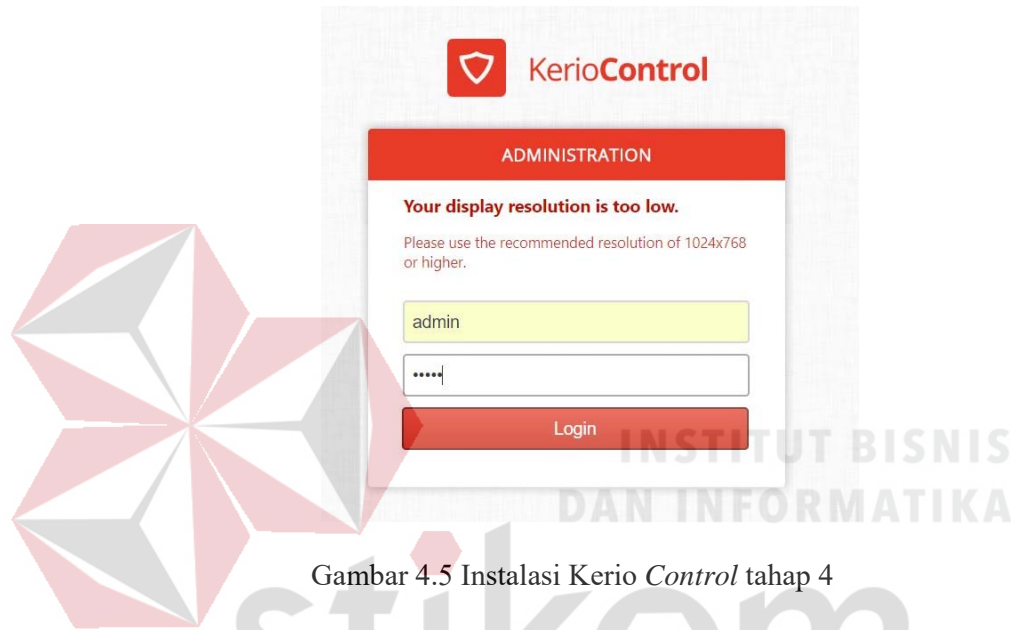 KerioControl
ADMINISTRATION
Your display resolution is too low.
Please use the recommended resolution of 1024x768
or higher.
admin
•••••
Login
INSTITUT BISNIS
DAN INFORMATIKA
Gambar 4.5 Instalasi Kerio Control tahap 4
stikom